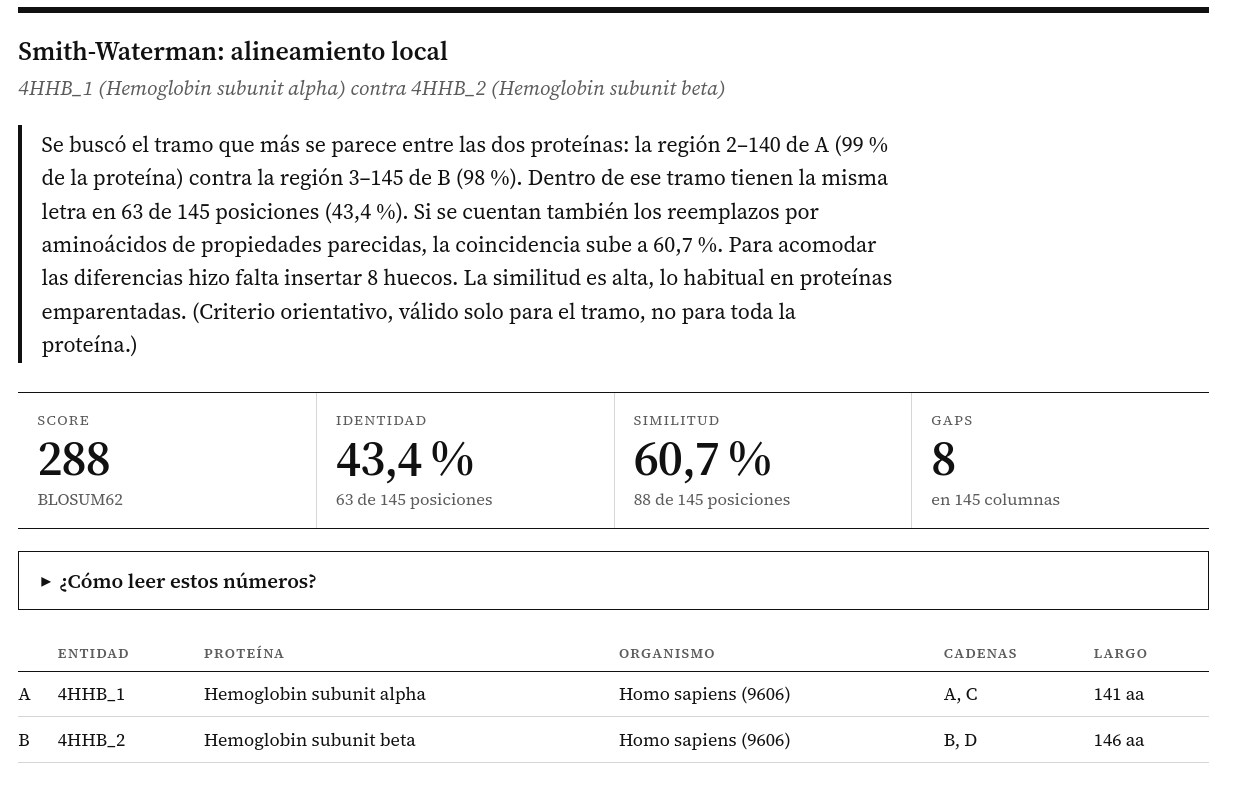 Smith-Waterman: alineamiento local
4HHB_1 (Hemoglobin subunit alpha) contra 4HHB_2 (Hemoglobin subunit beta)
Se buscó el tramo que más se parece entre las dos proteínas: la región 2–140 de A (99 %
de la proteína) contra la región 3–145 de B (98 %). Dentro de ese tramo tienen la misma
letra en 63 de 145 posiciones (43,4 %). Si se cuentan también los reemplazos por
aminoácidos de propiedades parecidas, la coincidencia sube a 60,7 %. Para acomodar
las diferencias hizo falta insertar 8 huecos. La similitud es alta, lo habitual en proteínas
emparentadas. (Criterio orientativo, válido solo para el tramo, no para toda la
proteína.)
SCORE IDENTIDAD SIMILITUD GAPS
288 43,4 % 60,7 % 8
BLOSUM62 63 de 145 posiciones 88 de 145 posiciones en 145 columnas
▸ ¿Cómo leer estos números?
ENTIDAD PROTEÍNA ORGANISMO CADENAS LARGO
A 4HHB_1 Hemoglobin subunit alpha Homo sapiens (9606) A, C 141 aa
B 4HHB_2 Hemoglobin subunit beta Homo sapiens (9606) B, D 146 aa